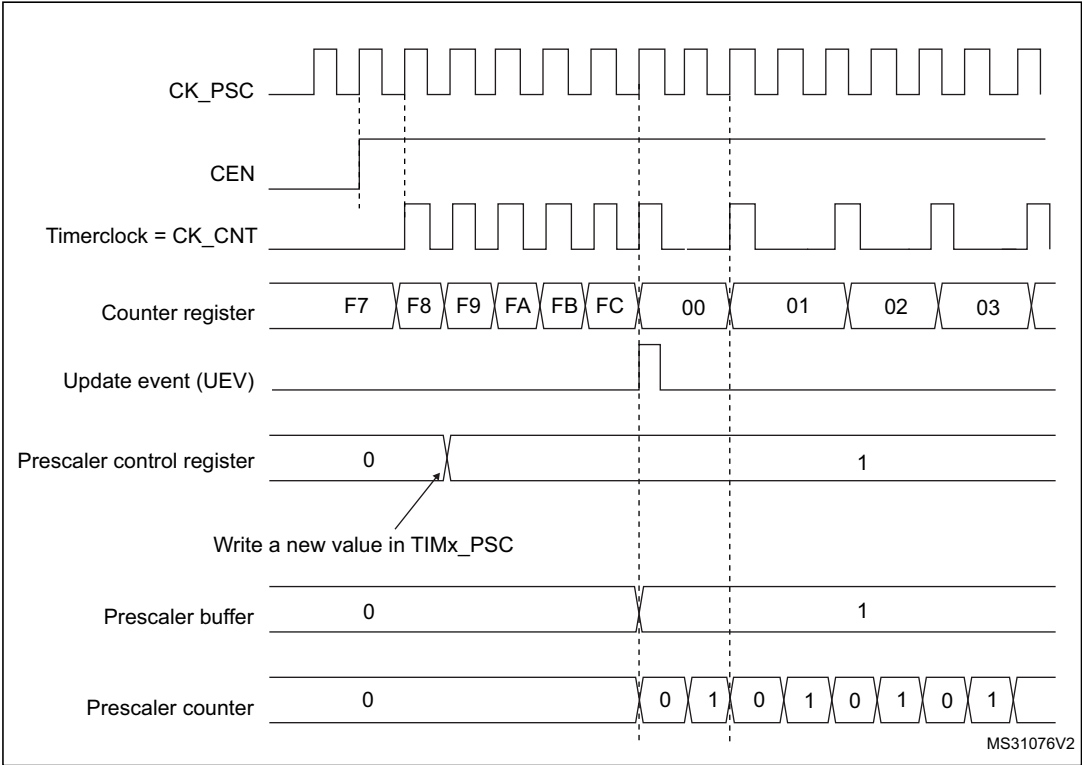 CK_PSC
CEN
Timerclock = CK_CNT
Counter register F7 F8 F9 FA FB FC 00 01 02 03
Update event (UEV)
Prescaler control register 0 1
Write a new value in TIMx_PSC
Prescaler buffer 0 1
Prescaler counter 0 0 1 0 1 0 1 0 1
MS31076V2